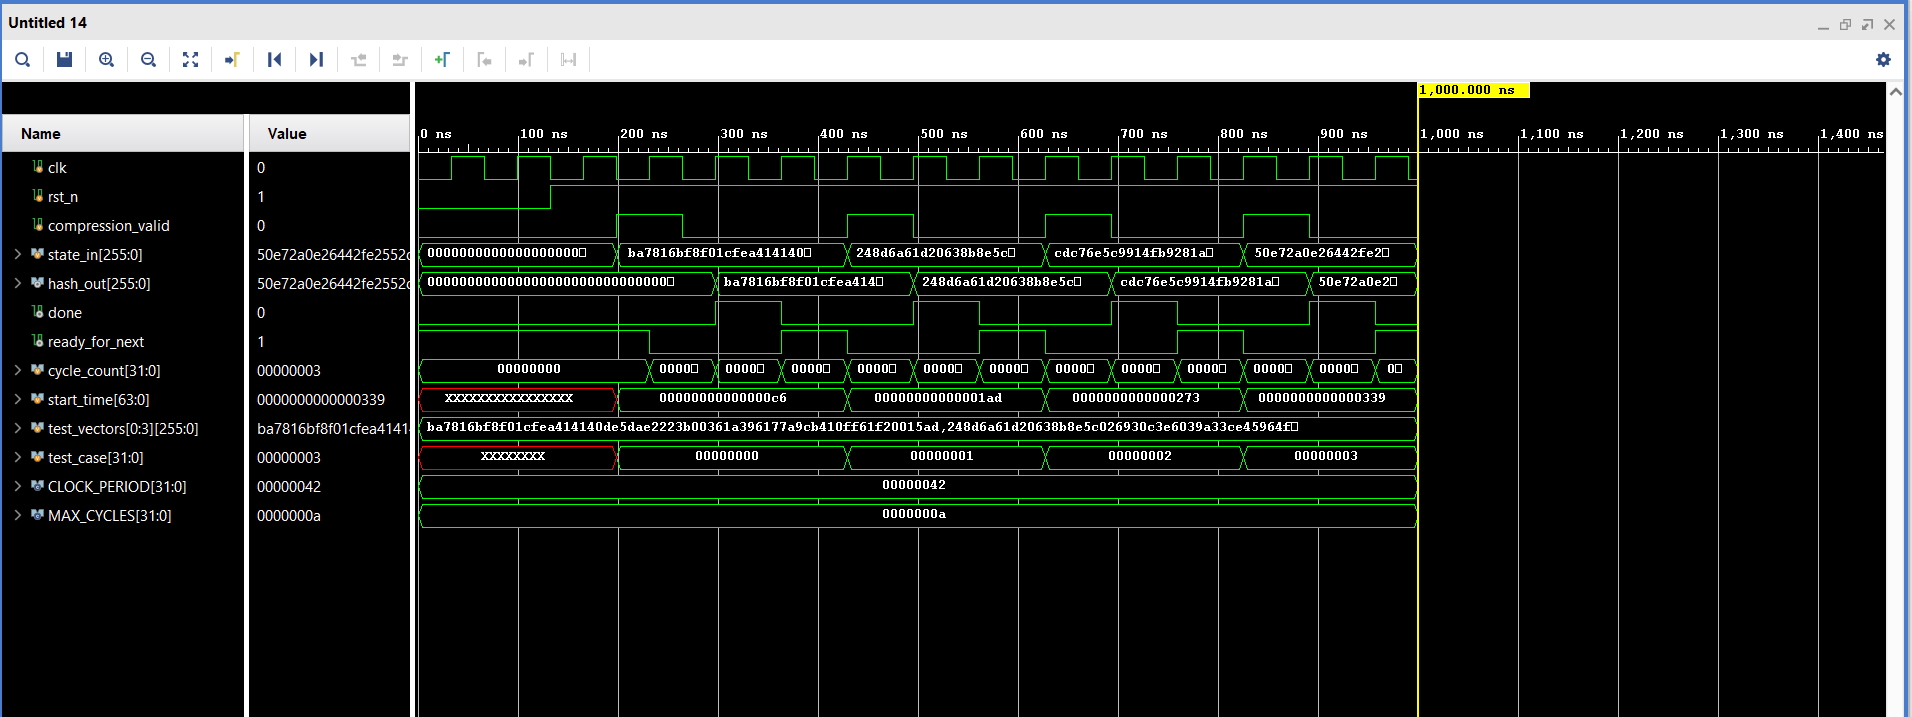 Untitled 14
1,000.000 ns
Name Value
0 ns 100 ns 200 ns 300 ns 400 ns 500 ns 600 ns 700 ns 800 ns 900 ns 1,000 ns 1,100 ns 1,200 ns 1,300 ns 1,400 ns
clk 0
rst_n 1
compression_valid 0
state_in[255:0] 50e72a0e26442fe2552c 0000000000000000000 ba7816bf8f01cfea414140 248d6a61d20638b8e5c cdc76e5c9914fb9281a 50e72a0e26442fe2
hash_out[255:0] 50e72a0e26442fe2552c 00000000000000000000000000000 ba7816bf8f01cfea414 248d6a61d20638b8e5c cdc76e5c9914fb9281a 50e72a0e2
done 0
ready_for_next 1
cycle_count[31:0] 00000003 00000000 0000 0000 0000 0000 0000 0000 0000 0000 0000 0000 0000 0
start_time[63:0] 0000000000000339 XXXXXXXXXXXXXXXX 00000000000000c6 00000000000001ad 0000000000000273 0000000000000339
test_vectors[0:3][255:0] ba7816bf8f01cfea4141 ba7816bf8f01cfea414140de5dae2223b00361a396177a9cb410ff61f20015ad,248d6a61d20638b8e5c026930c3e6039a33ce45964f
test_case[31:0] 00000003 XXXXXXXX 00000000 00000001 00000002 00000003
CLOCK_PERIOD[31:0] 00000042 00000042
MAX_CYCLES[31:0] 0000000a 0000000a